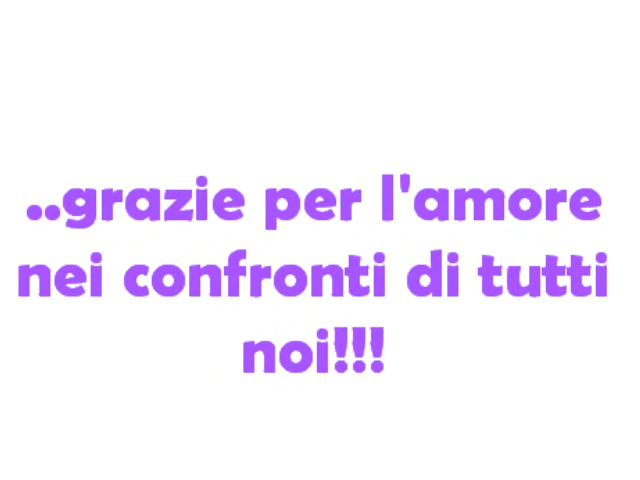 ..grazie per l'amore
nei confronti di tutti
noi!!!